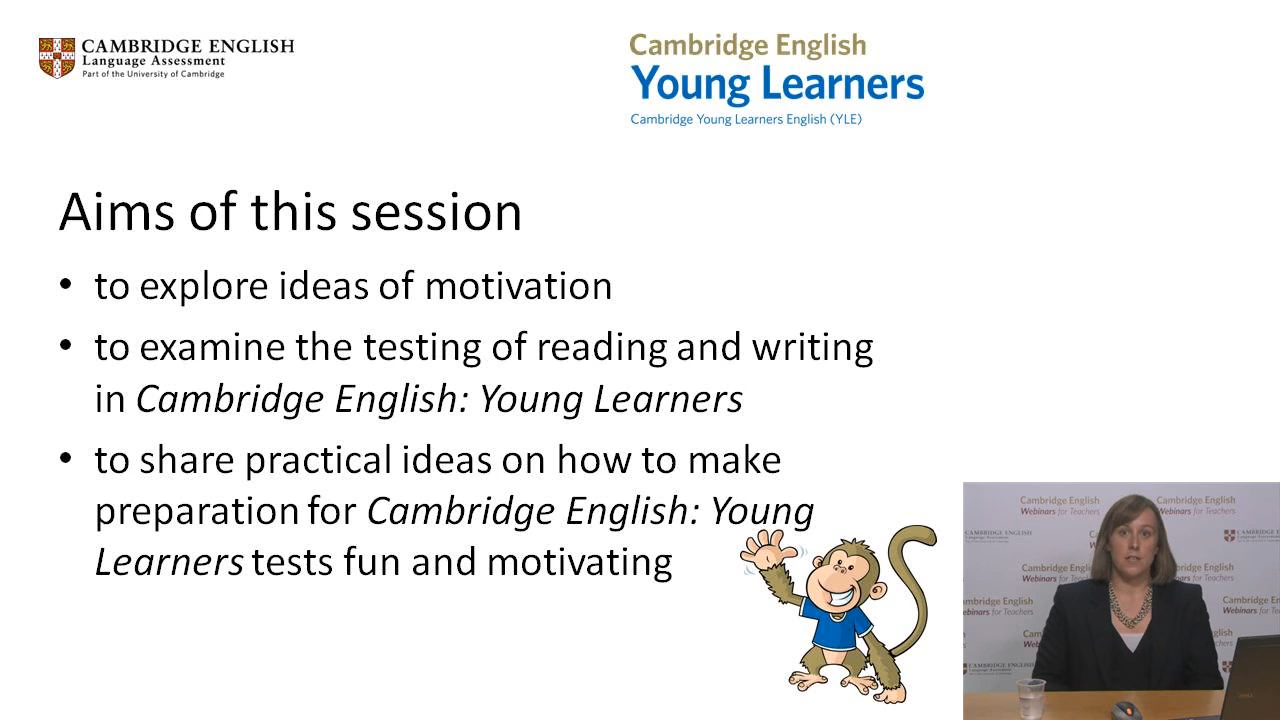 CAMBRIDGE ENGLISH
Language Assessment
Part of the University of Cambridge
Cambridge English
Young Learners
Cambridge Young Learners English (YLE)
Aims of this session
• to explore ideas of motivation
• to examine the testing of reading and writing
in Cambridge English: Young Learners
• to share practical ideas on how to make
preparation for Cambridge English: Young
Learners tests fun and motivating
Cambridge English
Webinars for Teachers
Cambridge English
Webinars for Teachers